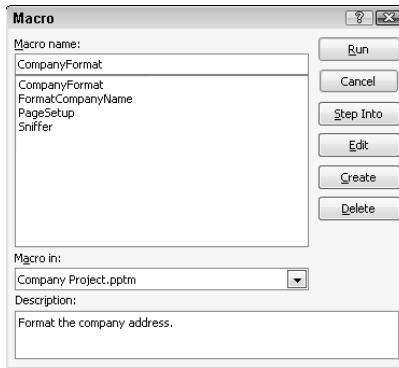 Macro
?
Macro name:
CompanyFormat
CompanyFormat
FormatCompanyName
PageSetup
Sniffer
Run
Cancel
Step Into
Edit
Create
Delete
Macro in:
Company Project.pptm
Description:
Format the company address.